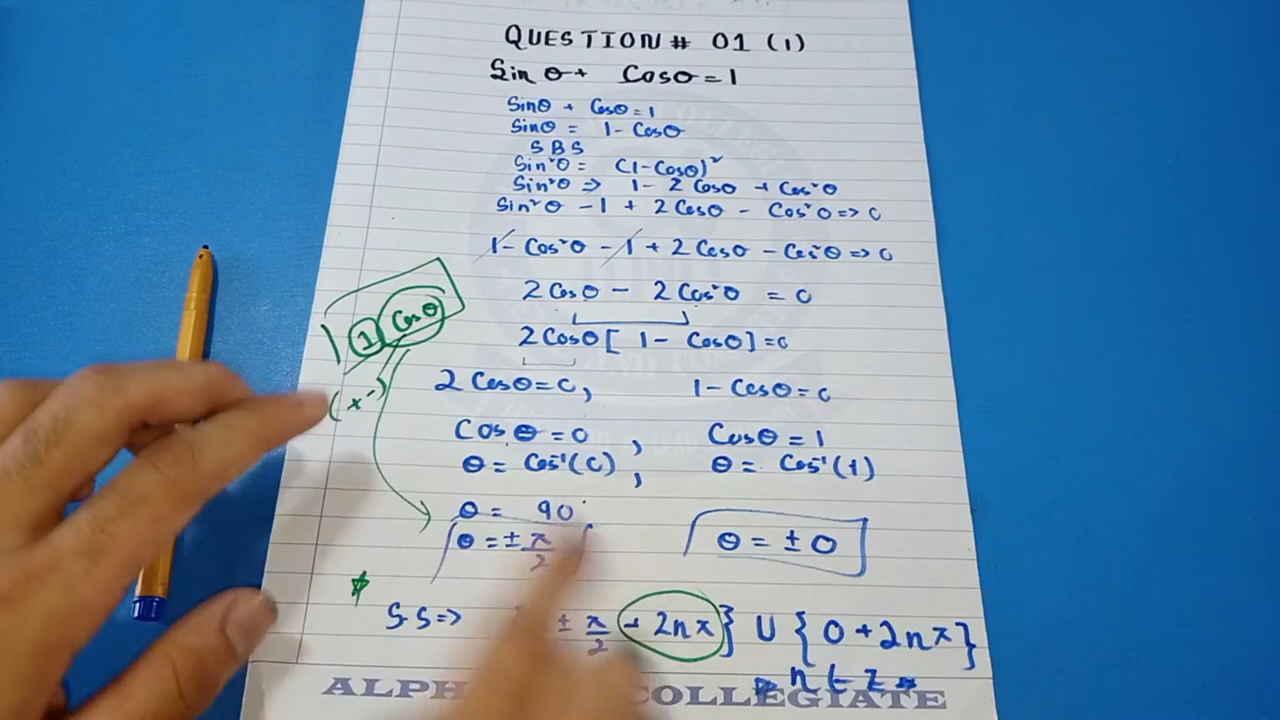 QUESTION # 01 (1)
Sin θ + Cosθ = 1
Sinθ + Cosθ = 1
Sinθ = 1 - Cosθ
S B S
Sin²θ = (1 - Cosθ)²
Sin²θ => 1 - 2 Cosθ + Cos²θ
Sin²θ - 1 + 2 Cosθ - Cos²θ => 0
1 - Cos²θ - 1 + 2 Cosθ - Cos²θ => 0
2 Cosθ - 2 Cos²θ = 0
1 Cosθ
2 Cosθ [ 1 - Cosθ ] = 0
2 Cosθ = 0, 1 - Cosθ = 0
Cos θ = 0 , Cosθ = 1
θ = Cos⁻¹(0), θ = Cos⁻¹(1)
θ = 90°
θ = ± π/2 θ = ± 0
S.S => ± π/2 + 2nπ} U {0 + 2nπ}
n ∈ Z
ALPH COLLEGIATE